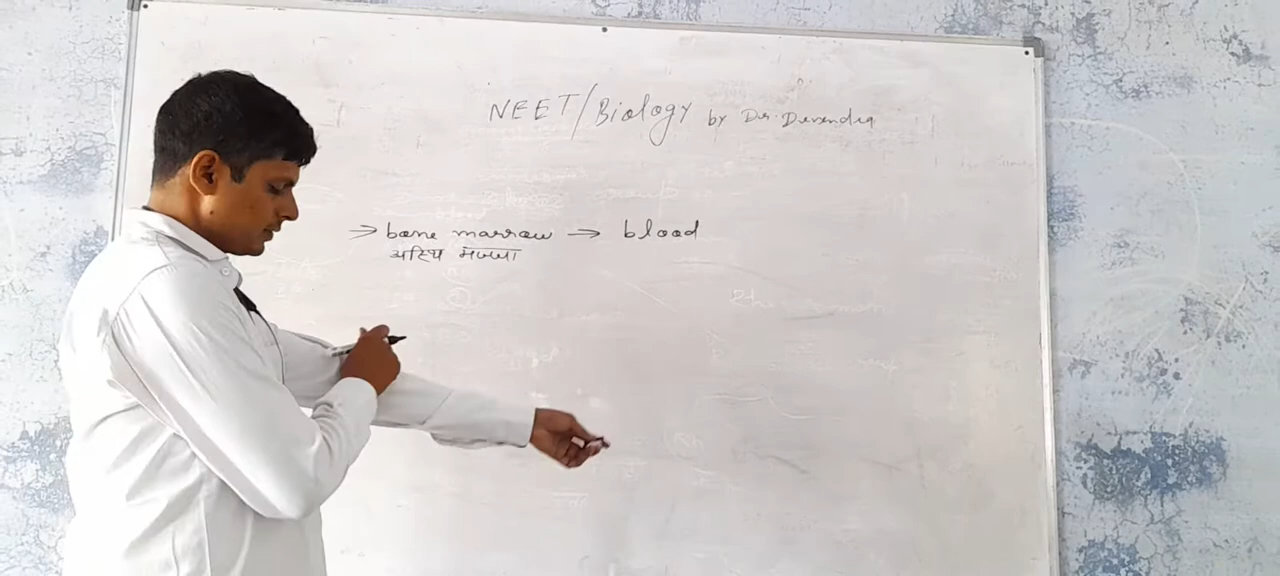 NEET/Biology by Dr. Devendra
→ bone marrow → blood
अस्थि मज्जा